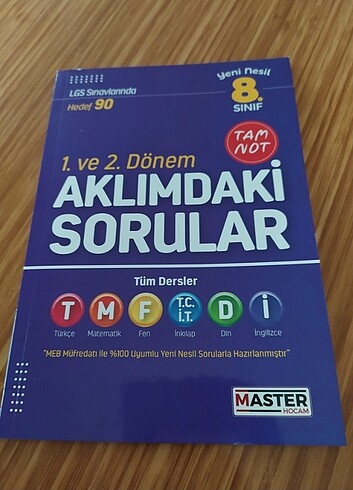 LGS Sınavlarında
Hedef 90
Yeni Nesil
8.
SINIF
TAM
NOT
1. ve 2. Dönem
AKLIMDAKİ
SORULAR
Tüm Dersler
T M F T.C. İ.T. D İ
Türkçe Matematik Fen İnkılap Din İngilizce
"MEB Müfredatı ile %100 Uyumlu Yeni Nesil Sorularla Hazırlanmıştır"
MASTER
HOCAM